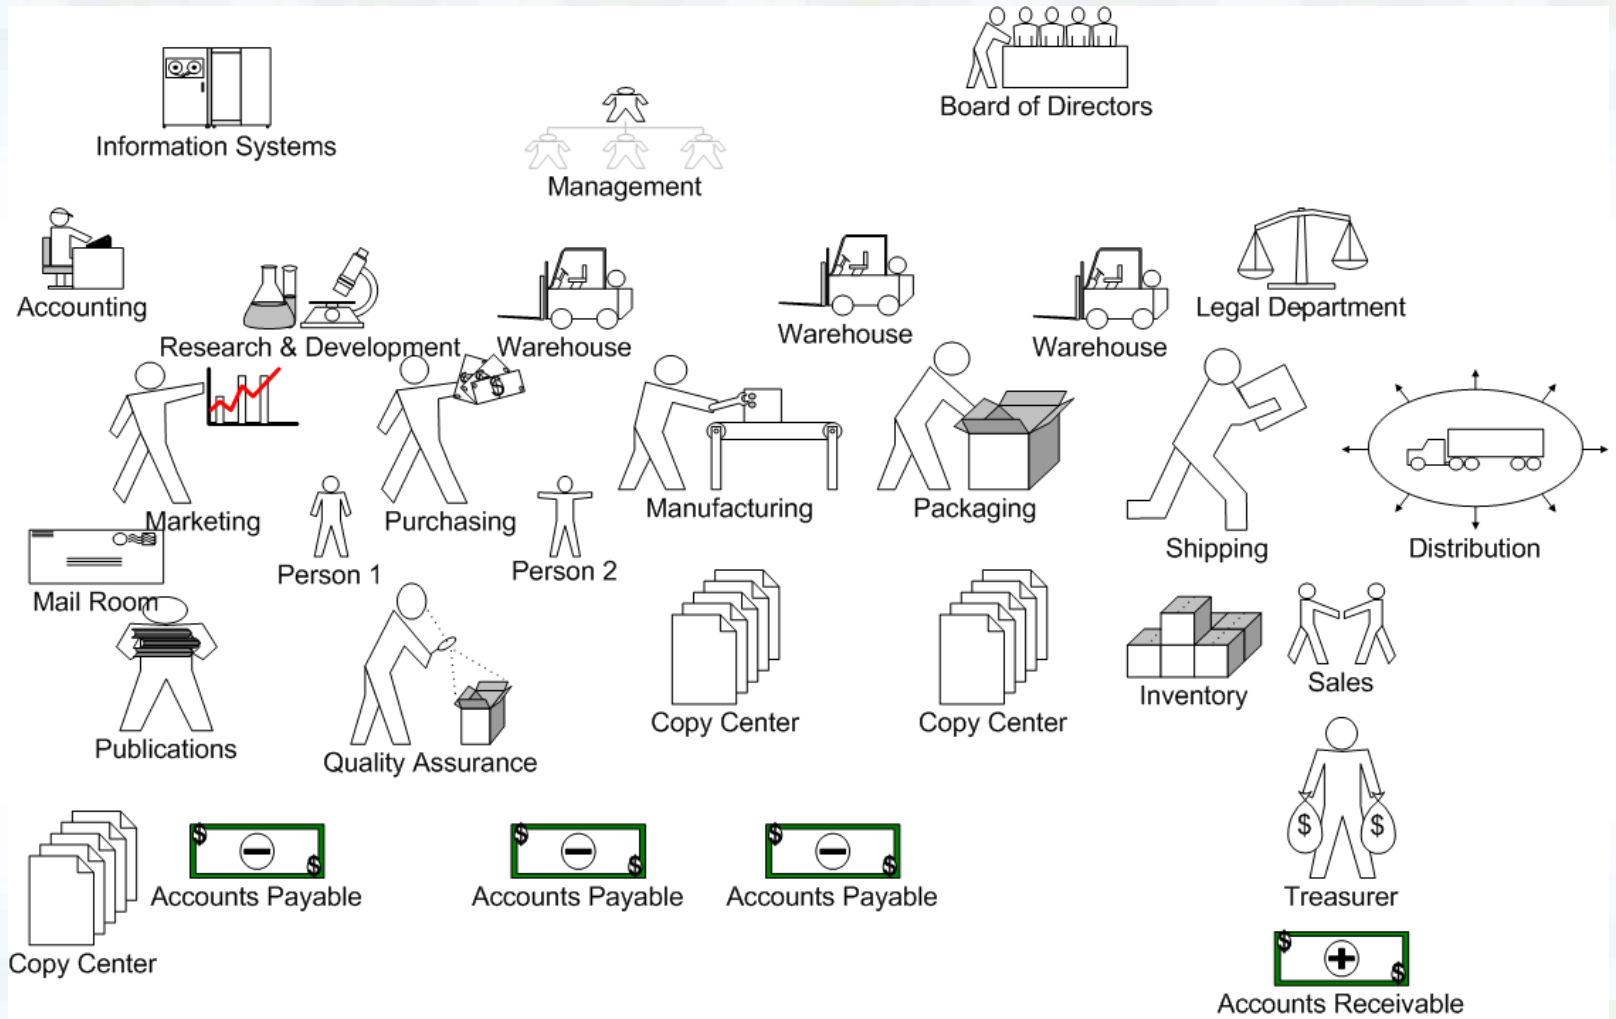 Board of Directors
Information Systems
Management
Accounting
Legal Department
Research & Development
Warehouse
Warehouse
Warehouse
$
Marketing
Purchasing
Manufacturing
Packaging
Shipping
Distribution
Person 1
Person 2
Mail Room
Publications
Quality Assurance
Copy Center
Copy Center
Inventory
Sales
$ $
Treasurer
$ $
Accounts Payable
$ $
Accounts Payable
$ $
Accounts Payable
Copy Center
$ $
Accounts Receivable